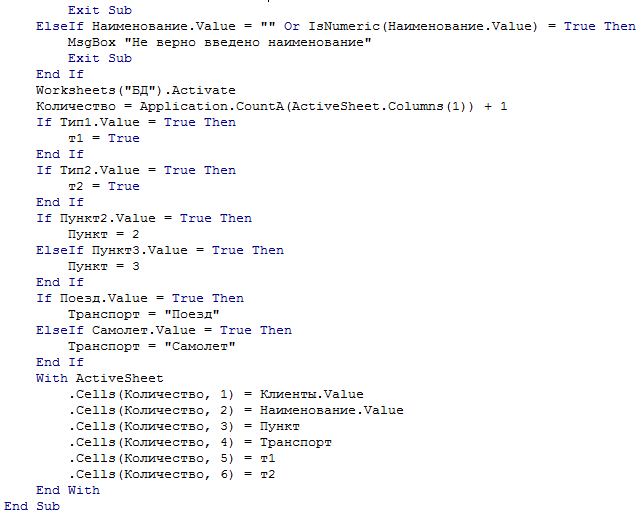 Exit Sub
ElseIf Наименование.Value = "" Or IsNumeric(Наименование.Value) = True Then
MsgBox "Не верно введено наименование"
Exit Sub
End If
Worksheets("БД").Activate
Количество = Application.CountA(ActiveSheet.Columns(1)) + 1
If Тип1.Value = True Then
т1 = True
End If
If Тип2.Value = True Then
т2 = True
End If
If Пункт2.Value = True Then
Пункт = 2
ElseIf Пункт3.Value = True Then
Пункт = 3
End If
If Поезд.Value = True Then
Транспорт = "Поезд"
ElseIf Самолет.Value = True Then
Транспорт = "Самолет"
End If
With ActiveSheet
.Cells(Количество, 1) = Клиенты.Value
.Cells(Количество, 2) = Наименование.Value
.Cells(Количество, 3) = Пункт
.Cells(Количество, 4) = Транспорт
.Cells(Количество, 5) = т1
.Cells(Количество, 6) = т2
End With
End Sub